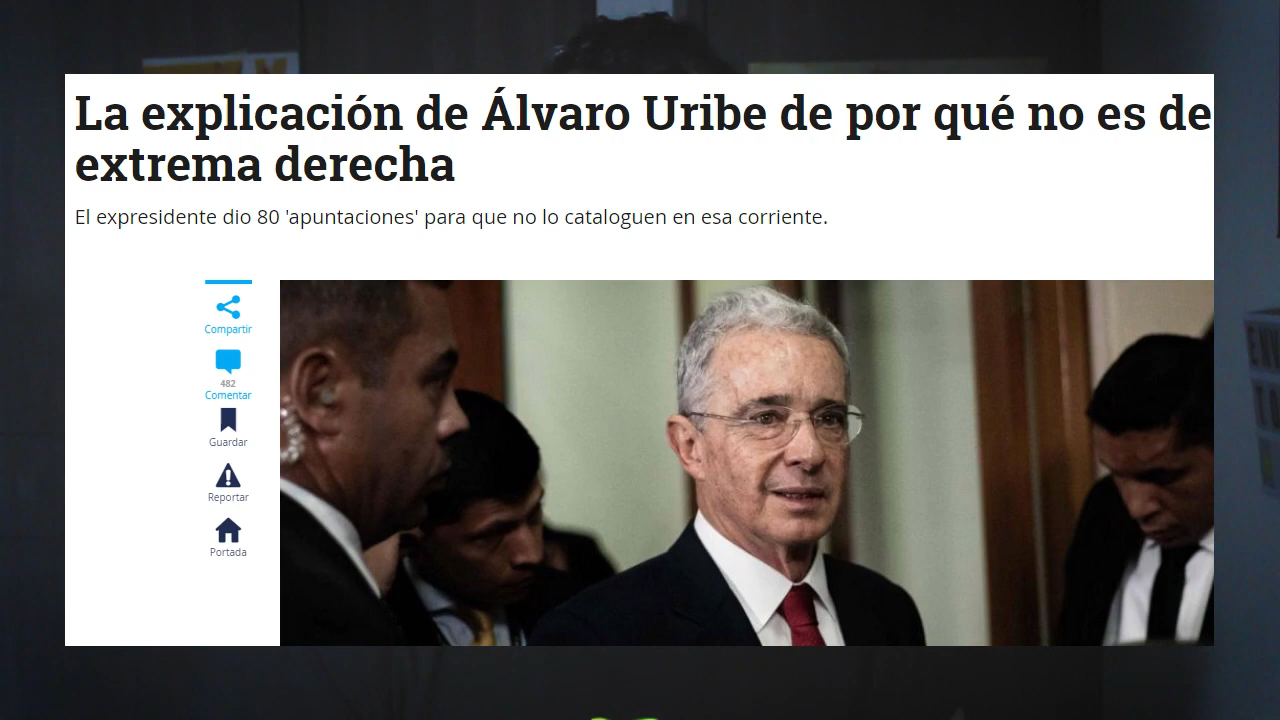 La explicación de Álvaro Uribe de por qué no es de
extrema derecha
El expresidente dio 80 'apuntaciones' para que no lo cataloguen en esa corriente.
Compartir
482
Comentar
Guardar
Reportar
Portada